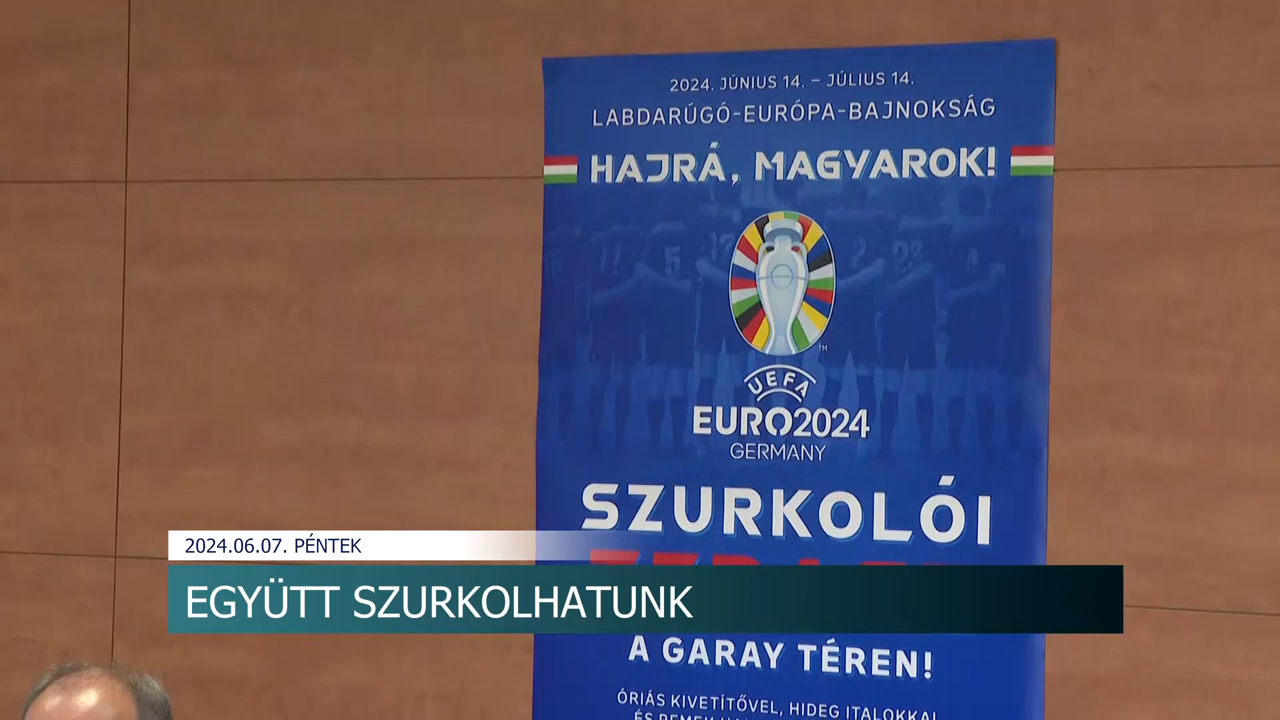 2024. JÚNIUS 14. – JÚLIUS 14.
LABDARÚGÓ-EURÓPA-BAJNOKSÁG
HAJRÁ, MAGYAROK!
TM
UEFA
EURO2024
GERMANY
SZURKOLÓI
2024.06.07. PÉNTEK
EGYÜTT SZURKOLHATUNK
A GARAY TÉREN!
ÓRIÁS KIVETÍTŐVEL, HIDEG ITALOKKAL